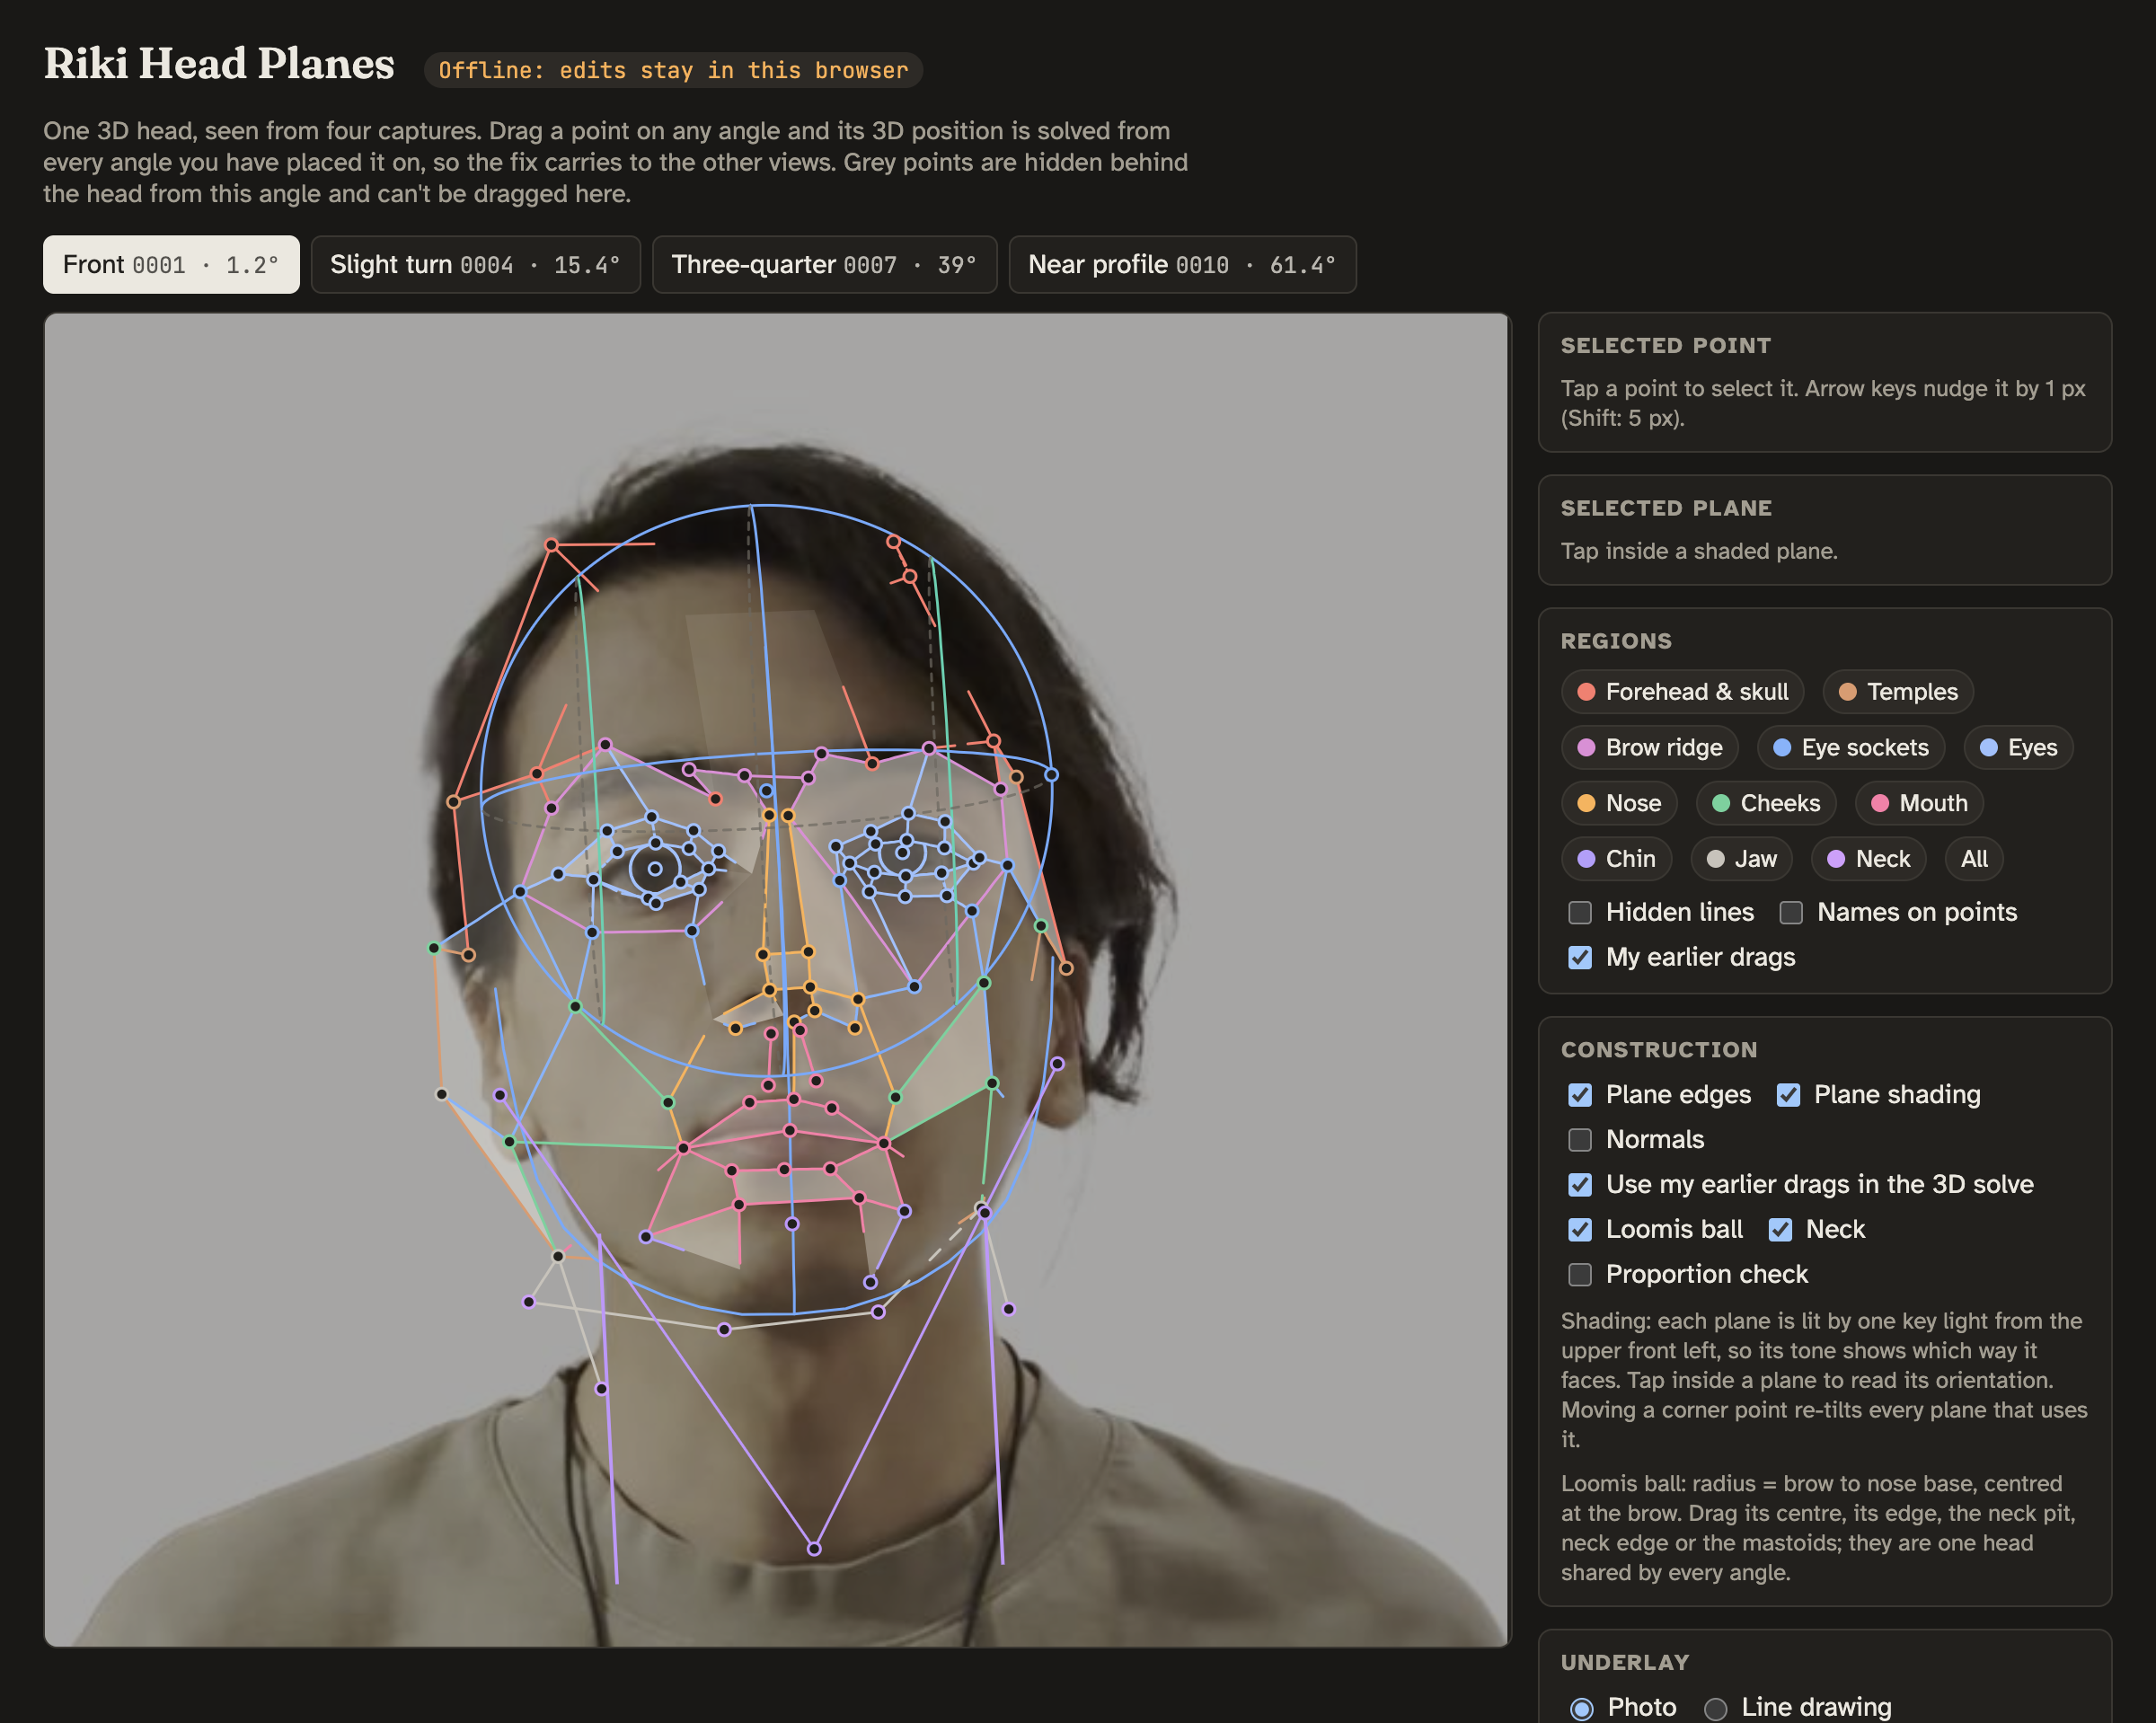 Riki Head Planes
Offline: edits stay in this browser
One 3D head, seen from four captures. Drag a point on any angle and its 3D position is solved from
every angle you have placed it on, so the fix carries to the other views. Grey points are hidden behind
the head from this angle and can't be dragged here.
Front 0001 · 1.2°
Slight turn 0004 · 15.4°
Three-quarter 0007 · 39°
Near profile 0010 · 61.4°
SELECTED POINT
Tap a point to select it. Arrow keys nudge it by 1 px
(Shift: 5 px).
SELECTED PLANE
Tap inside a shaded plane.
REGIONS
Forehead & skull
Temples
Brow ridge
Eye sockets
Eyes
Nose
Cheeks
Mouth
Chin
Jaw
Neck
All
Hidden lines
Names on points
My earlier drags
CONSTRUCTION
Plane edges
Plane shading
Normals
Use my earlier drags in the 3D solve
Loomis ball
Neck
Proportion check
Shading: each plane is lit by one key light from the
upper front left, so its tone shows which way it
faces. Tap inside a plane to read its orientation.
Moving a corner point re-tilts every plane that uses
it.
Loomis ball: radius = brow to nose base, centred
at the brow. Drag its centre, its edge, the neck pit,
neck edge or the mastoids; they are one head
shared by every angle.
UNDERLAY
Photo
Line drawing